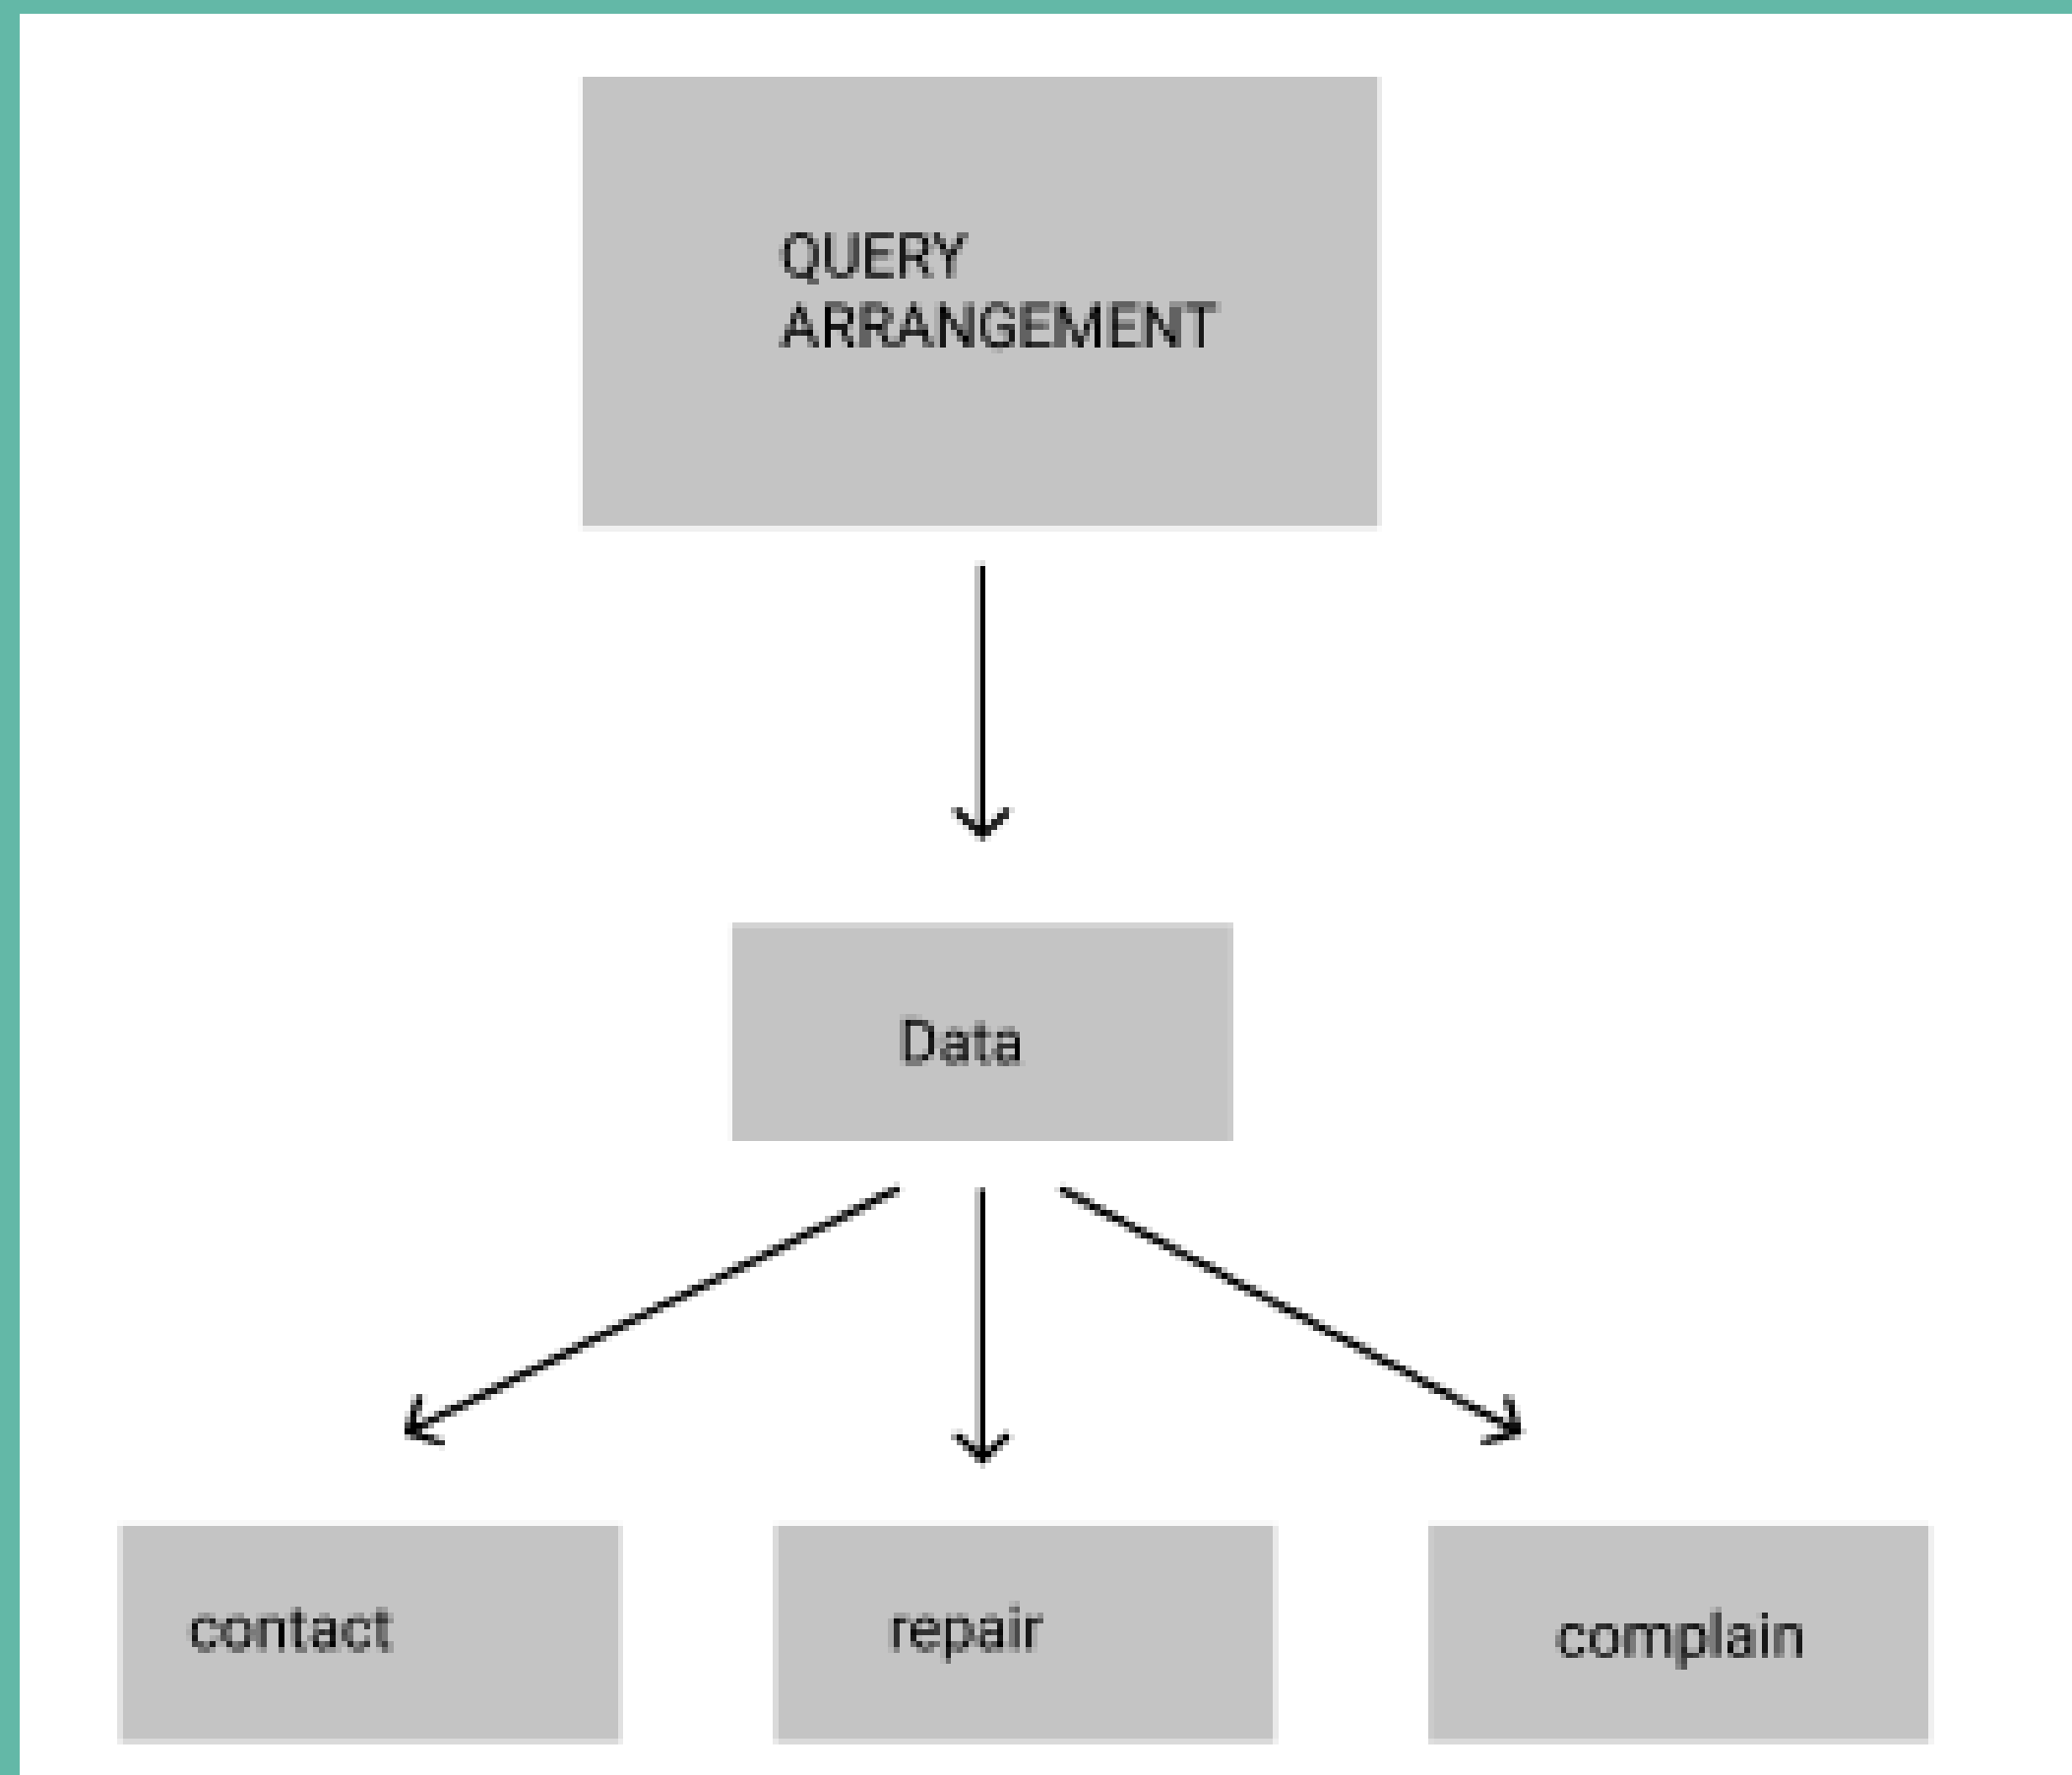 QUERY
ARRANGEMENT
Data
contact
repair
complain